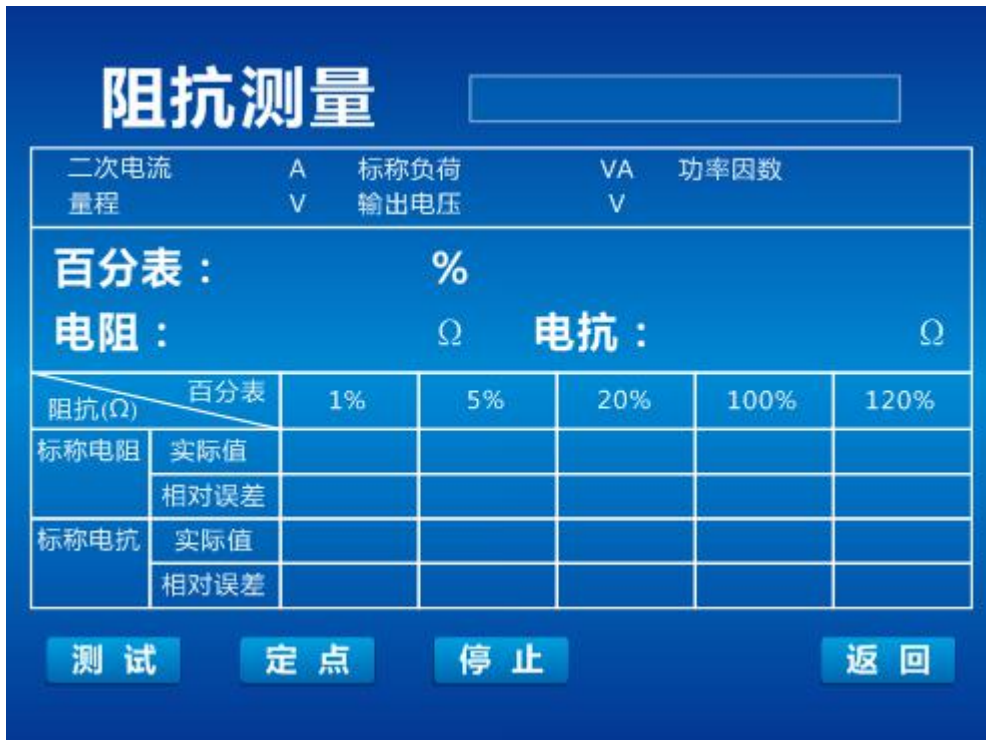 阻抗测量
二次电流 A 标称负荷 VA 功率因数
量程 V 输出电压 V
百分表： %
电阻： Ω 电抗： Ω
百分表 1% 5% 20% 100% 120%
阻抗(Ω)
标称电阻 实际值
相对误差
标称电抗 实际值
相对误差
测试 定点 停止 返回